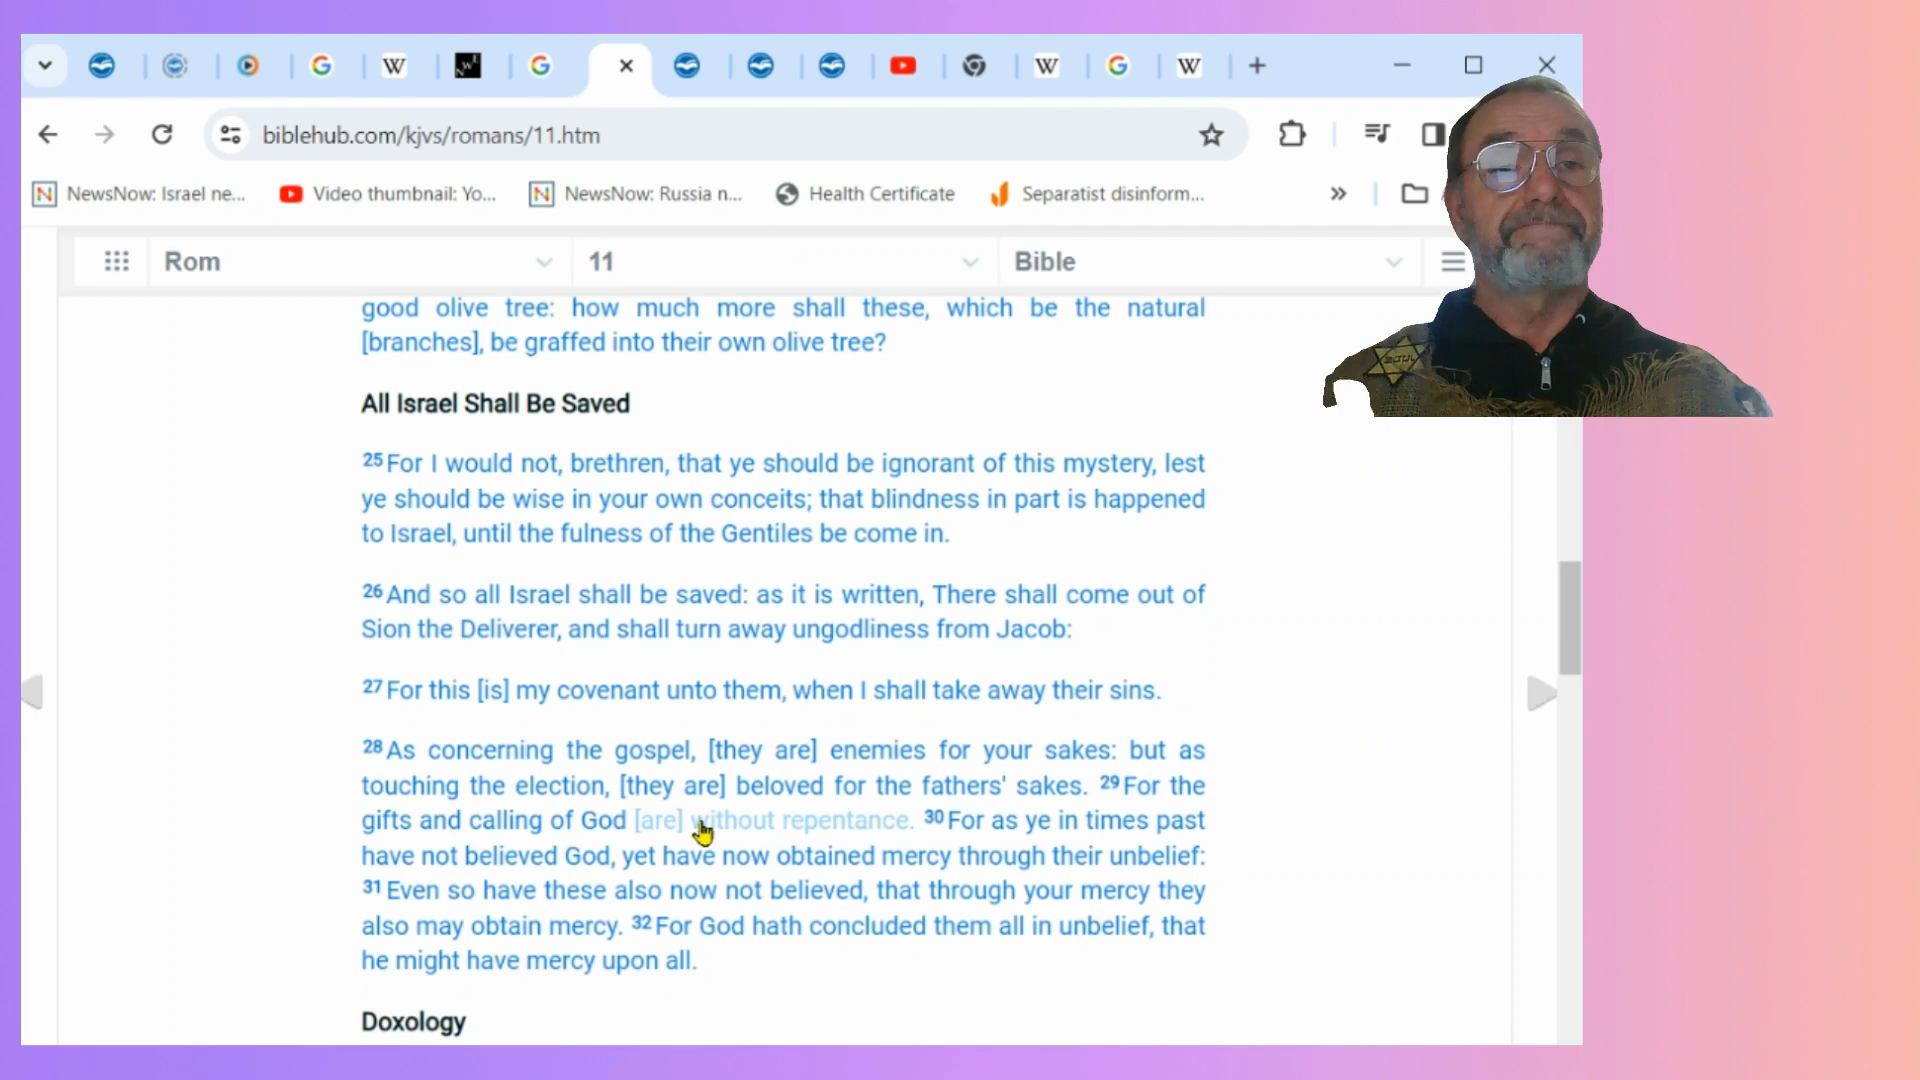 biblehub.com/kjvs/romans/11.htm
NewsNow: Israel ne...
Video thumbnail: Yo...
NewsNow: Russia n...
Health Certificate
Separatist disinform...
Rom
11
Bible
good olive tree: how much more shall these, which be the natural
[branches], be graffed into their own olive tree?
All Israel Shall Be Saved
25 For I would not, brethren, that ye should be ignorant of this mystery, lest
ye should be wise in your own conceits; that blindness in part is happened
to Israel, until the fulness of the Gentiles be come in.
26 And so all Israel shall be saved: as it is written, There shall come out of
Sion the Deliverer, and shall turn away ungodliness from Jacob:
27 For this [is] my covenant unto them, when I shall take away their sins.
28 As concerning the gospel, [they are] enemies for your sakes: but as
touching the election, [they are] beloved for the fathers' sakes. 29 For the
gifts and calling of God [are] without repentance. 30 For as ye in times past
have not believed God, yet have now obtained mercy through their unbelief:
31 Even so have these also now not believed, that through your mercy they
also may obtain mercy. 32 For God hath concluded them all in unbelief, that
he might have mercy upon all.
Doxology